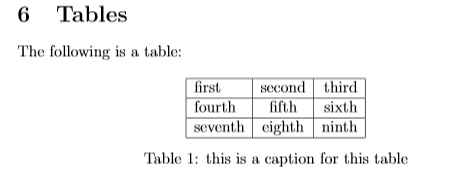 6 Tables
The following is a table:
first second third
fourth fifth sixth
seventh eighth ninth
Table 1: this is a caption for this table